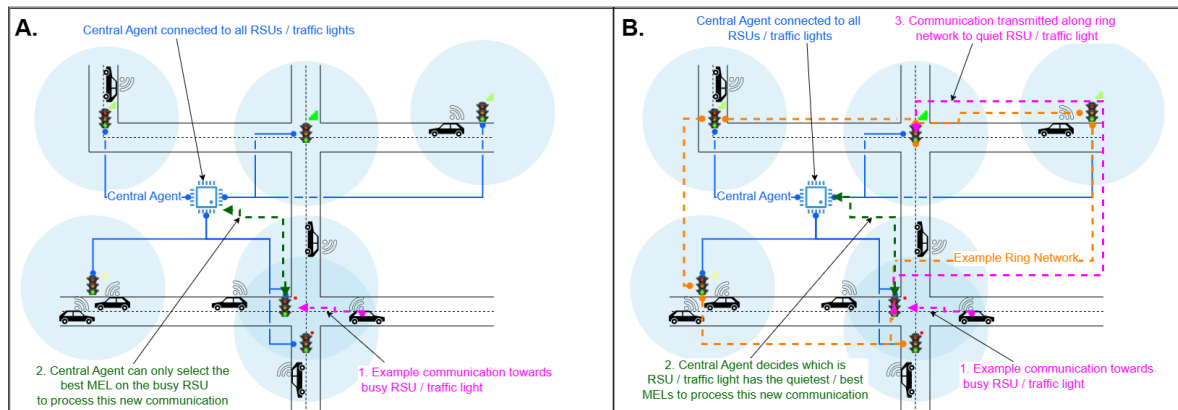 A.
Central Agent connected to all RSUs / traffic lights
Central Agent
2. Central Agent can only select the
best MEL on the busy RSU
to process this new communication
1. Example communication towards
busy RSU / traffic light
B.
Central Agent connected to all
RSUs / traffic lights
3. Communication transmitted along ring
network to quiet RSU / traffic light
Central Agent
Example Ring Network
2. Central Agent decides which is
RSU / traffic light has the quietest / best
MELs to process this new communication
1. Example communication towards
busy RSU / traffic light